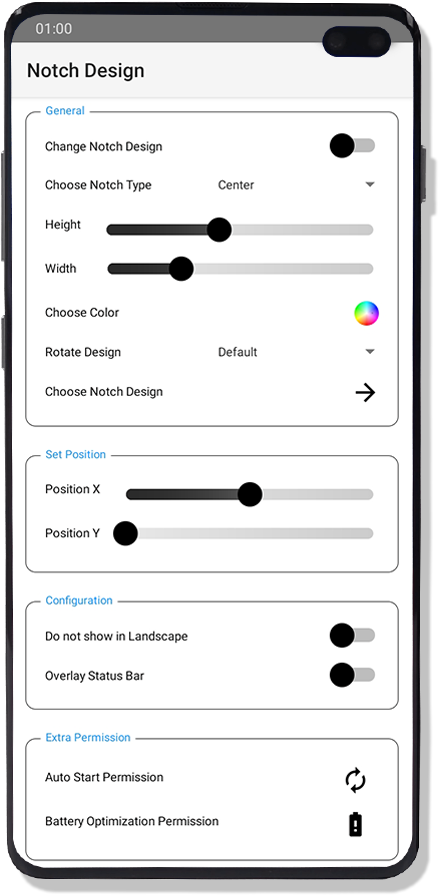 01:00
Notch Design
General
Change Notch Design
Choose Notch Type Center
Height
Width
Choose Color
Rotate Design Default
Choose Notch Design
Set Position
Position X
Position Y
Configuration
Do not show in Landscape
Overlay Status Bar
Extra Permission
Auto Start Permission
Battery Optimization Permission